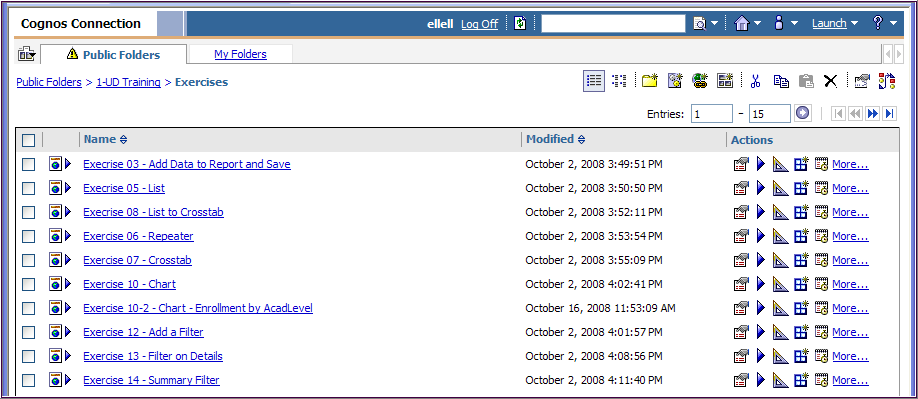 Cognos Connection ellell Log Off Launch ?
Public Folders My Folders
Public Folders > 1-UD Training > Exercises
Entries: 1 - 15
Name Modified Actions
Execrise 03 - Add Data to Report and Save October 2, 2008 3:49:51 PM More...
Exercise 05 - List October 2, 2008 3:50:50 PM More...
Exercise 08 - List to Crosstab October 2, 2008 3:52:11 PM More...
Exercise 06 - Repeater October 2, 2008 3:53:54 PM More...
Exercise 07 - Crosstab October 2, 2008 3:55:09 PM More...
Exercise 10 - Chart October 2, 2008 4:02:41 PM More...
Exercise 10-2 - Chart - Enrollment by AcadLevel October 16, 2008 11:53:09 AM More...
Exercise 12 - Add a Filter October 2, 2008 4:01:57 PM More...
Exercise 13 - Filter on Details October 2, 2008 4:08:56 PM More...
Exercise 14 - Summary Filter October 2, 2008 4:11:40 PM More...